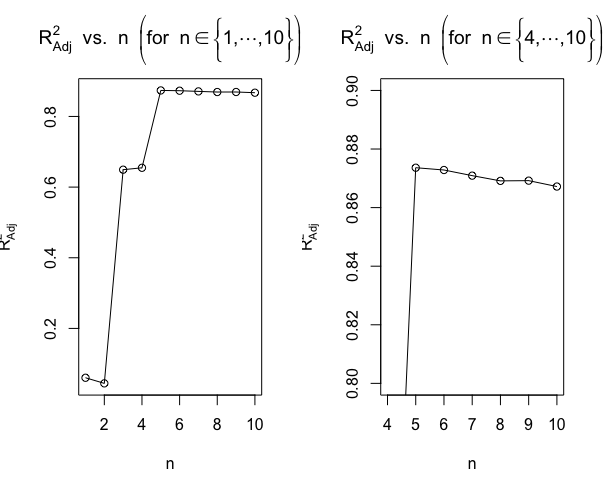 R²Adj vs. n (for n∈{1,⋯,10})
R²Adj
0.8
0.6
0.4
0.2
2 4 6 8 10
n
R²Adj vs. n (for n∈{4,⋯,10})
R²Adj
0.90
0.88
0.86
0.84
0.82
0.80
4 5 6 7 8 9 10
n